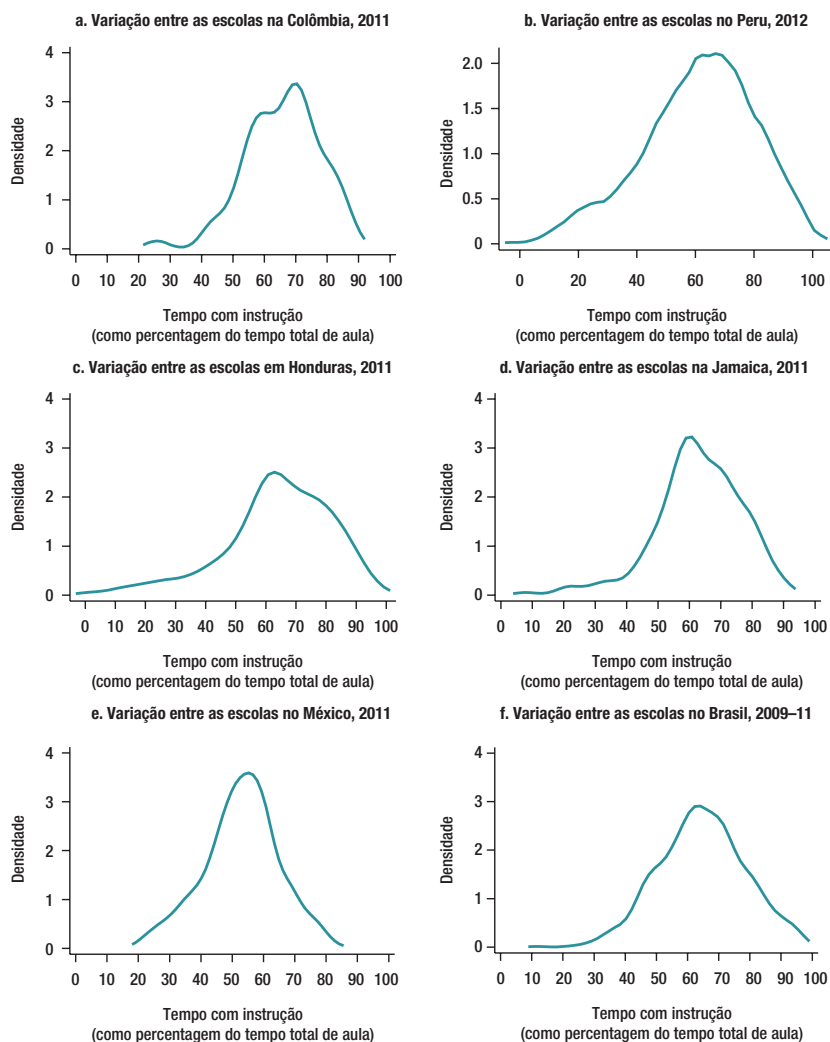 a. Variação entre as escolas na Colômbia, 2011
4
3
2
1
0
Densidade
0 10 20 30 40 50 60 70 80 90 100
Tempo com instrução
(como percentagem do tempo total de aula)
b. Variação entre as escolas no Peru, 2012
2.0
1.5
1.0
0.5
0.0
Densidade
0 20 40 60 80 100
Tempo com instrução
(como percentagem do tempo total de aula)
c. Variação entre as escolas em Honduras, 2011
4
3
2
1
0
Densidade
0 10 20 30 40 50 60 70 80 90 100
Tempo com instrução
(como percentagem do tempo total de aula)
d. Variação entre as escolas na Jamaica, 2011
4
3
2
1
0
Densidade
0 10 20 30 40 50 60 70 80 90 100
Tempo com instrução
(como percentagem do tempo total de aula)
e. Variação entre as escolas no México, 2011
4
3
2
1
0
Densidade
0 10 20 30 40 50 60 70 80 90 100
Tempo com instrução
(como percentagem do tempo total de aula)
f. Variação entre as escolas no Brasil, 2009–11
4
3
2
1
0
Densidade
0 10 20 30 40 50 60 70 80 90 100
Tempo com instrução
(como percentagem do tempo total de aula)